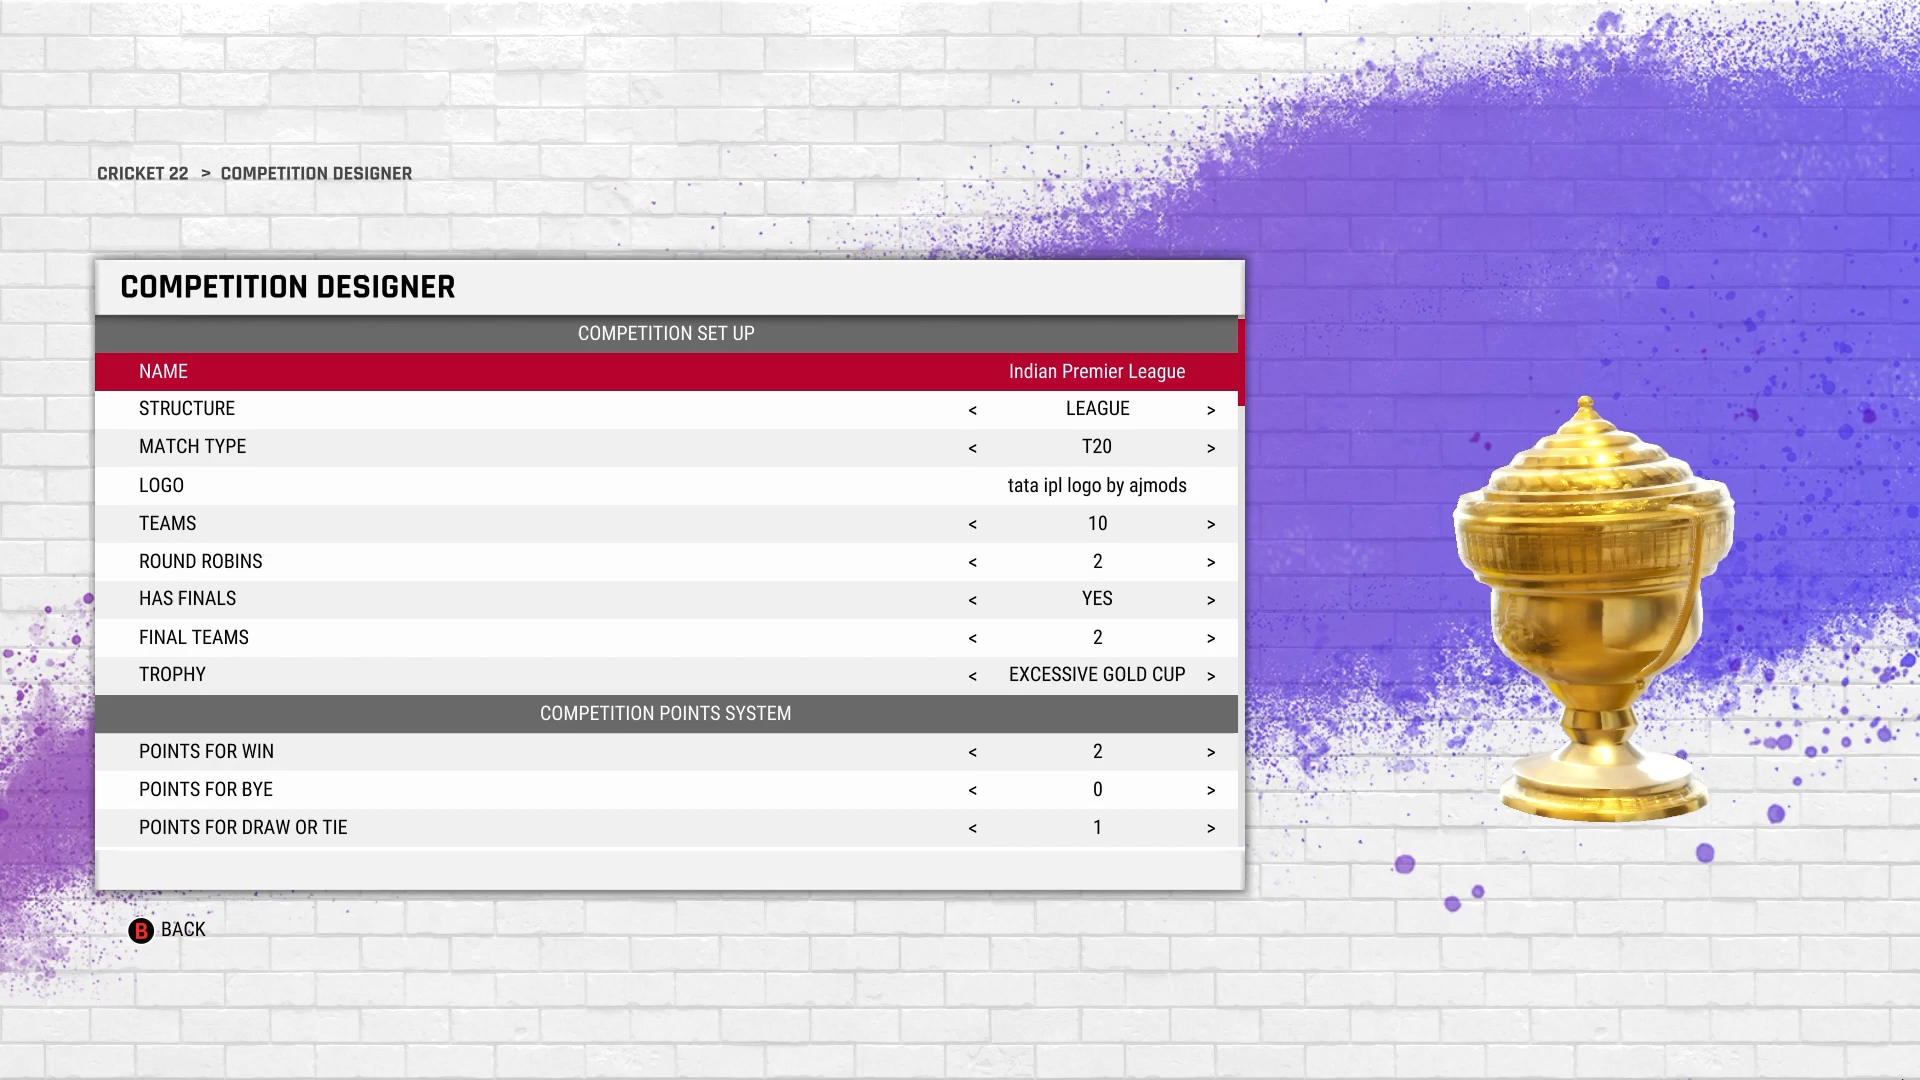 CRICKET 22 > COMPETITION DESIGNER
COMPETITION DESIGNER
COMPETITION SET UP
NAME Indian Premier League
STRUCTURE < LEAGUE >
MATCH TYPE < T20 >
LOGO tata ipl logo by ajmods
TEAMS < 10 >
ROUND ROBINS < 2 >
HAS FINALS < YES >
FINAL TEAMS < 2 >
TROPHY < EXCESSIVE GOLD CUP >
COMPETITION POINTS SYSTEM
POINTS FOR WIN < 2 >
POINTS FOR BYE < 0 >
POINTS FOR DRAW OR TIE < 1 >
B BACK